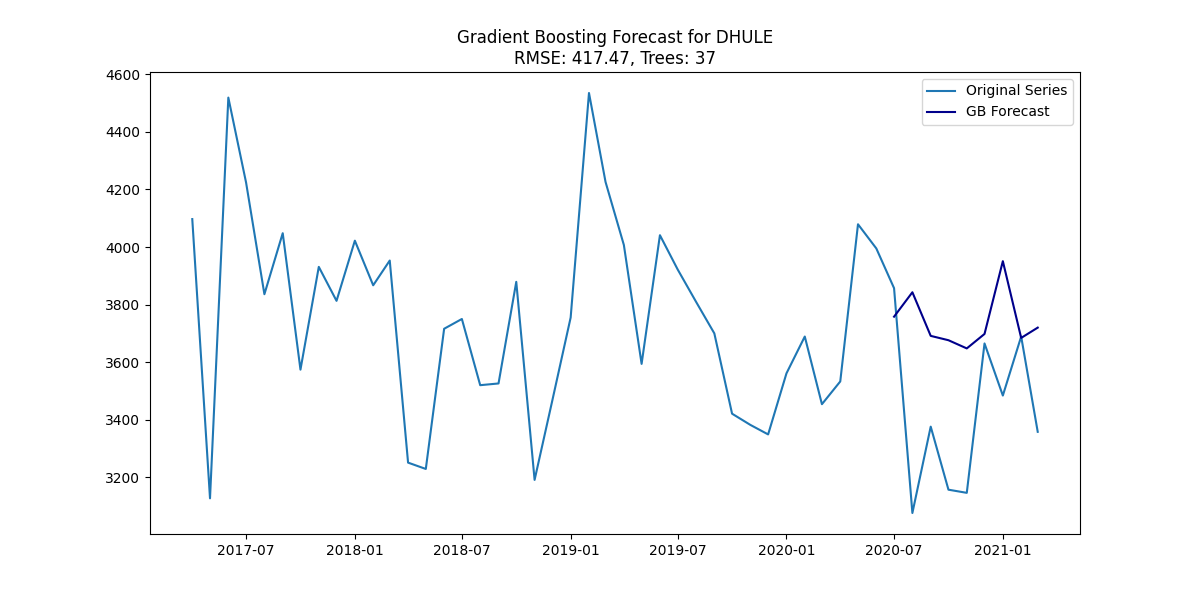 Gradient Boosting Forecast for DHULE
RMSE: 417.47, Trees: 37
Original Series
GB Forecast
4600
4400
4200
4000
3800
3600
3400
3200
2017-07 2018-01 2018-07 2019-01 2019-07 2020-01 2020-07 2021-01